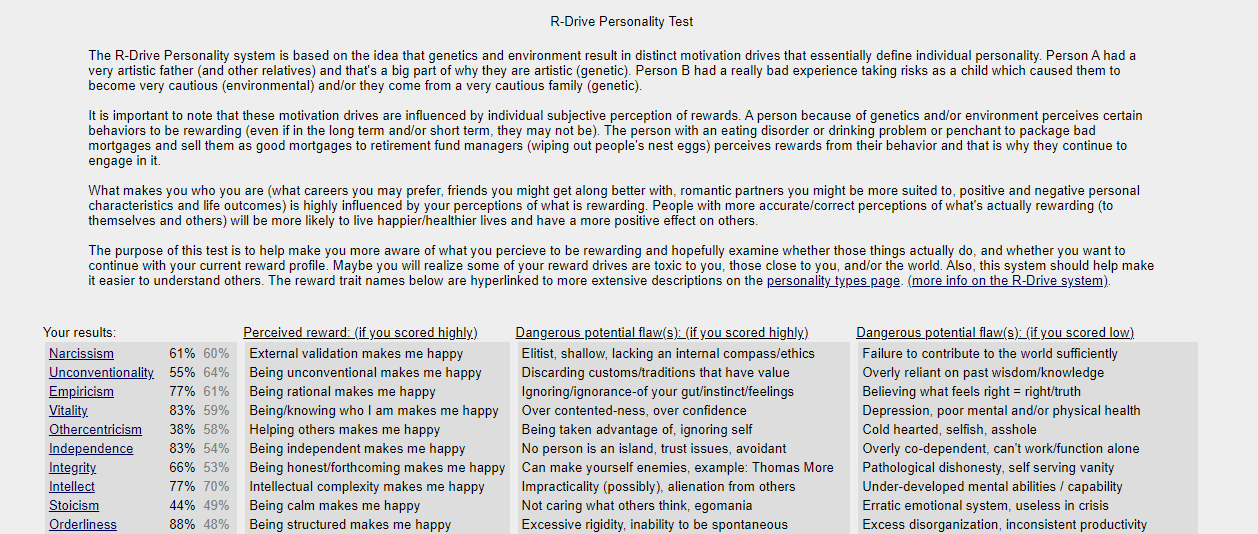 R-Drive Personality Test
The R-Drive Personality system is based on the idea that genetics and environment result in distinct motivation drives that essentially define individual personality. Person A had a
very artistic father (and other relatives) and that's a big part of why they are artistic (genetic). Person B had a really bad experience taking risks as a child which caused them to
become very cautious (environmental) and/or they come from a very cautious family (genetic).
It is important to note that these motivation drives are influenced by individual subjective perception of rewards. A person because of genetics and/or environment perceives certain
behaviors to be rewarding (even if in the long term and/or short term, they may not be). The person with an eating disorder or drinking problem or penchant to package bad
mortgages and sell them as good mortgages to retirement fund managers (wiping out people's nest eggs) perceives rewards from their behavior and that is why they continue to
engage in it.
What makes you who you are (what careers you may prefer, friends you might get along better with, romantic partners you might be more suited to, positive and negative personal
characteristics and life outcomes) is highly influenced by your perceptions of what is rewarding. People with more accurate/correct perceptions of what's actually rewarding (to
themselves and others) will be more likely to live happier/healthier lives and have a more positive effect on others.
The purpose of this test is to help make you more aware of what you percieve to be rewarding and hopefully examine whether those things actually do, and whether you want to
continue with your current reward profile. Maybe you will realize some of your reward drives are toxic to you, those close to you, and/or the world. Also, this system should help make
it easier to understand others. The reward trait names below are hyperlinked to more extensive descriptions on the personality types page. (more info on the R-Drive system).
Your results: Perceived reward: (if you scored highly) Dangerous potential flaw(s): (if you scored highly) Dangerous potential flaw(s): (if you scored low)
Narcissism 61% 60% External validation makes me happy Elitist, shallow, lacking an internal compass/ethics Failure to contribute to the world sufficiently
Unconventionality 55% 64% Being unconventional makes me happy Discarding customs/traditions that have value Overly reliant on past wisdom/knowledge
Empiricism 77% 61% Being rational makes me happy Ignoring/ignorance-of your gut/instinct/feelings Believing what feels right = right/truth
Vitality 83% 59% Being/knowing who I am makes me happy Over contented-ness, over confidence Depression, poor mental and/or physical health
Othercentricism 38% 58% Helping others makes me happy Being taken advantage of, ignoring self Cold hearted, selfish, asshole
Independence 83% 54% Being independent makes me happy No person is an island, trust issues, avoidant Overly co-dependent, can't work/function alone
Integrity 66% 53% Being honest/forthcoming makes me happy Can make yourself enemies, example: Thomas More Pathological dishonesty, self serving vanity
Intellect 77% 70% Intellectual complexity makes me happy Impracticality (possibly), alienation from others Under-developed mental abilities / capability
Stoicism 44% 49% Being calm makes me happy Not caring what others think, egomania Erratic emotional system, useless in crisis
Orderliness 88% 48% Being structured makes me happy Excessive rigidity, inability to be spontaneous Excess disorganization, inconsistent productivity